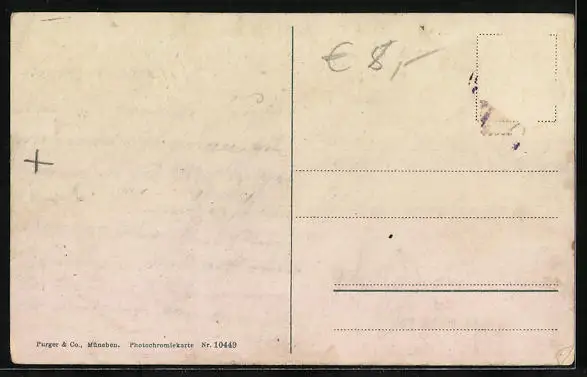 € 8,-
Purger & Co., München. Photochromiekarte Nr. 10449